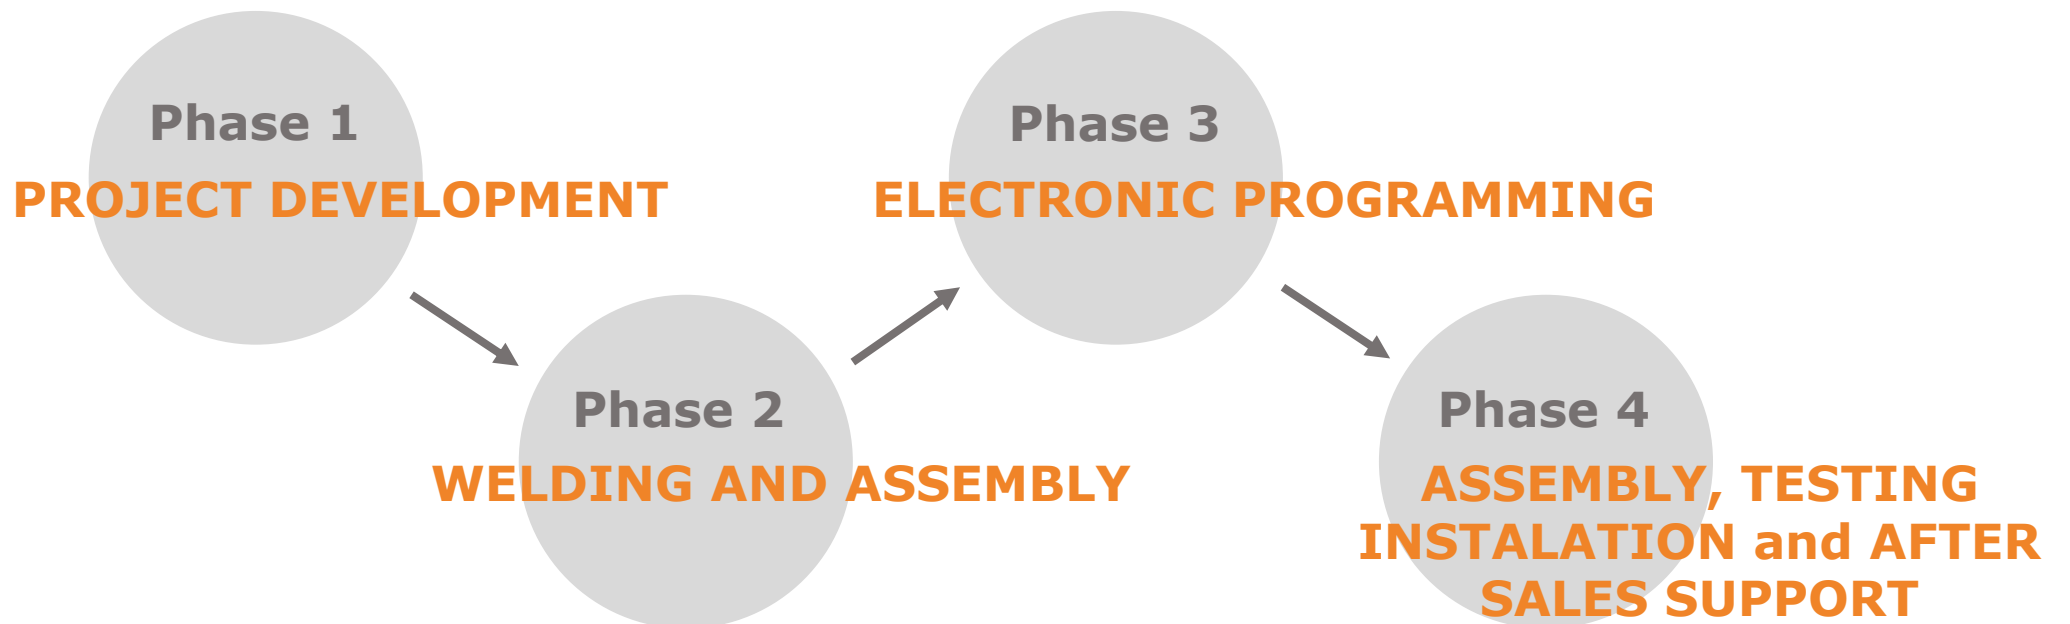 Phase 1
PROJECT DEVELOPMENT
Phase 2
WELDING AND ASSEMBLY
Phase 3
ELECTRONIC PROGRAMMING
Phase 4
ASSEMBLY, TESTING
INSTALATION and AFTER
SALES SUPPORT